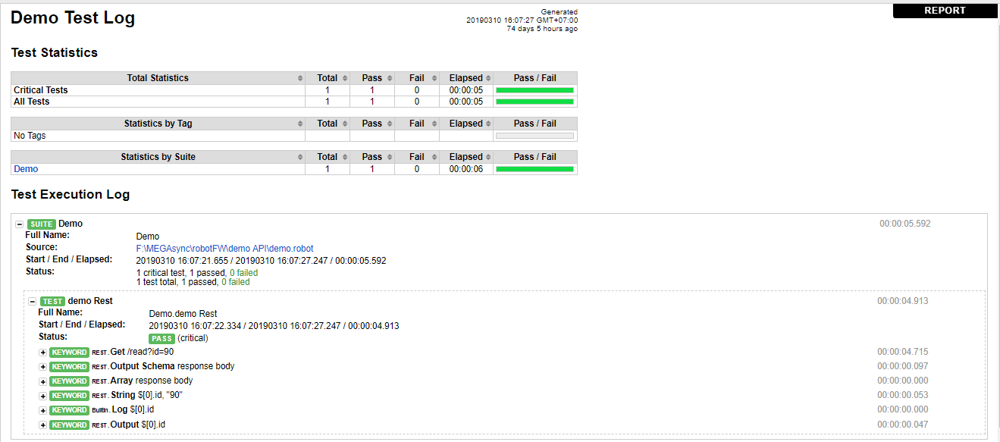 REPORT
Demo Test Log
Generated
20190310 16:07:27 GMT+07:00
74 days 5 hours ago
Test Statistics
Total Statistics Total Pass Fail Elapsed Pass / Fail
Critical Tests 1 1 0 00:00:05
All Tests 1 1 0 00:00:05
Statistics by Tag Total Pass Fail Elapsed Pass / Fail
No Tags
Statistics by Suite Total Pass Fail Elapsed Pass / Fail
Demo 1 1 0 00:00:06
Test Execution Log
SUITE Demo 00:00:05.592
Full Name: Demo
Source: F:\MEGAsync\robotFW\demo API\demo.robot
Start / End / Elapsed: 20190310 16:07:21.655 / 20190310 16:07:27.247 / 00:00:05.592
Status: 1 critical test, 1 passed, 0 failed
1 test total, 1 passed, 0 failed
TEST demo Rest 00:00:04.913
Full Name: Demo.demo Rest
Start / End / Elapsed: 20190310 16:07:22.334 / 20190310 16:07:27.247 / 00:00:04.913
Status: PASS (critical)
KEYWORD REST. Get /read?id=90 00:00:04.715
KEYWORD REST. Output Schema response body 00:00:00.097
KEYWORD REST. Array response body 00:00:00.000
KEYWORD REST. String $[0].id, "90" 00:00:00.053
KEYWORD BuiltIn. Log $[0].id 00:00:00.000
KEYWORD REST. Output $[0].id 00:00:00.047